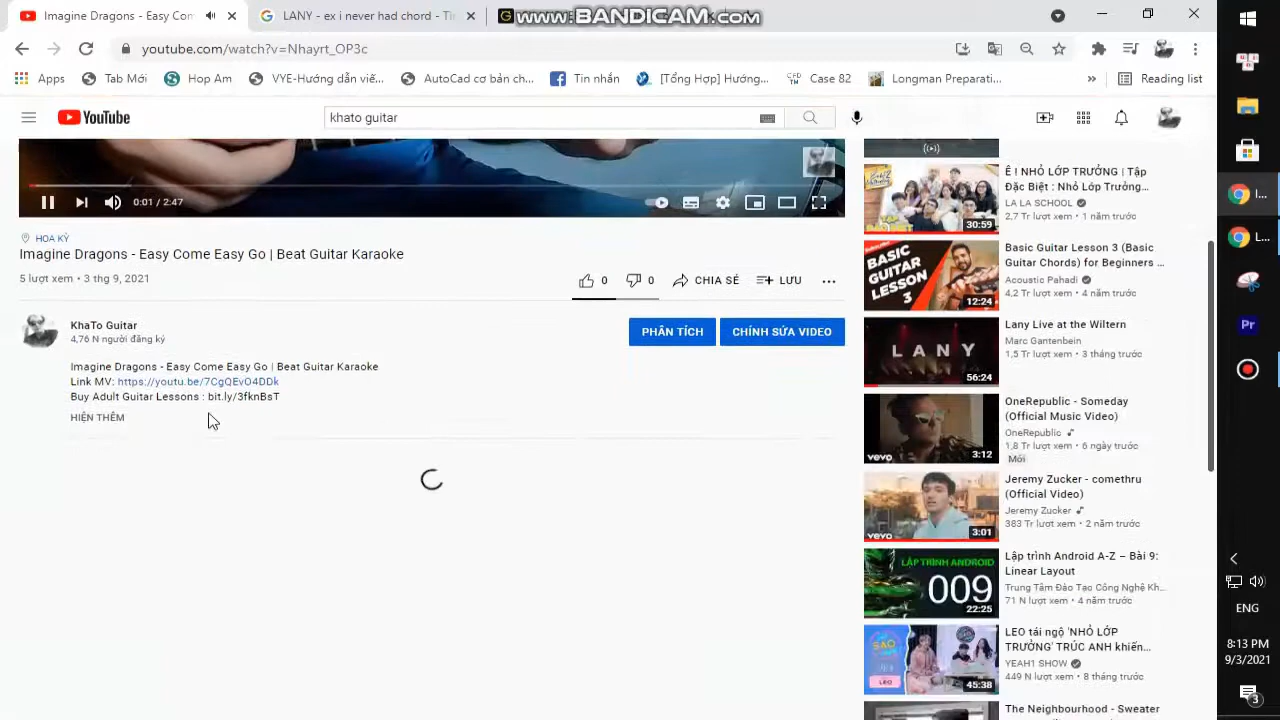 Imagine Dragons - Easy Com
LANY - ex i never had chord - T
www.BANDICAM.com
youtube.com/watch?v=Nhayrt_OP3c
Apps
Tab Mới
Hop Am
VYE-Hướng dẫn viế...
AutoCad cơ bản ch...
Tin nhắn
[Tổng Hợp] Hướng...
Case 82
Longman Preparati...
»
Reading list
YouTube
khato guitar
0:01 / 2:47
HOA KỲ
Imagine Dragons - Easy Come Easy Go | Beat Guitar Karaoke
5 lượt xem • 3 thg 9, 2021
0
0
CHIA SẺ
LƯU
KhaTo Guitar
4,76 N người đăng ký
PHÂN TÍCH
CHỈNH SỬA VIDEO
Imagine Dragons - Easy Come Easy Go | Beat Guitar Karaoke
Link MV: https://youtu.be/7CgQEvO4DDk
Buy Adult Guitar Lessons : bit.ly/3fknBsT
HIỆN THÊM
30:59
Ê ! NHỎ LỚP TRƯỞNG | Tập
Đặc Biệt : Nhỏ Lớp Trưởng...
LA LA SCHOOL
2,7 Tr lượt xem • 1 năm trước
BASIC
GUITAR
LESSON
3
12:24
Basic Guitar Lesson 3 (Basic
Guitar Chords) for Beginners ...
Acoustic Pahadi
4,2 Tr lượt xem • 4 năm trước
LANY
56:24
Lany Live at the Wiltern
Marc Gantenbein
1,5 Tr lượt xem • 3 tháng trước
vevo
3:12
OneRepublic - Someday
(Official Music Video)
OneRepublic
1,8 Tr lượt xem • 6 ngày trước
Mới
vevo
3:01
Jeremy Zucker - comethru
(Official Video)
Jeremy Zucker
383 Tr lượt xem • 2 năm trước
LẬP TRÌNH ANDROID
009
22:25
Lập trình Android A-Z – Bài 9:
Linear Layout
Trung Tâm Đào Tạo Công Nghệ Kh...
71 N lượt xem • 4 năm trước
LEO
45:38
LEO tái ngộ 'NHỎ LỚP
TRƯỞNG' TRÚC ANH khiến...
YEAH1 SHOW
449 N lượt xem • 8 tháng trước
The Neighbourhood - Sweater
I...
L...
Pr
ENG
8:13 PM
9/3/2021
3